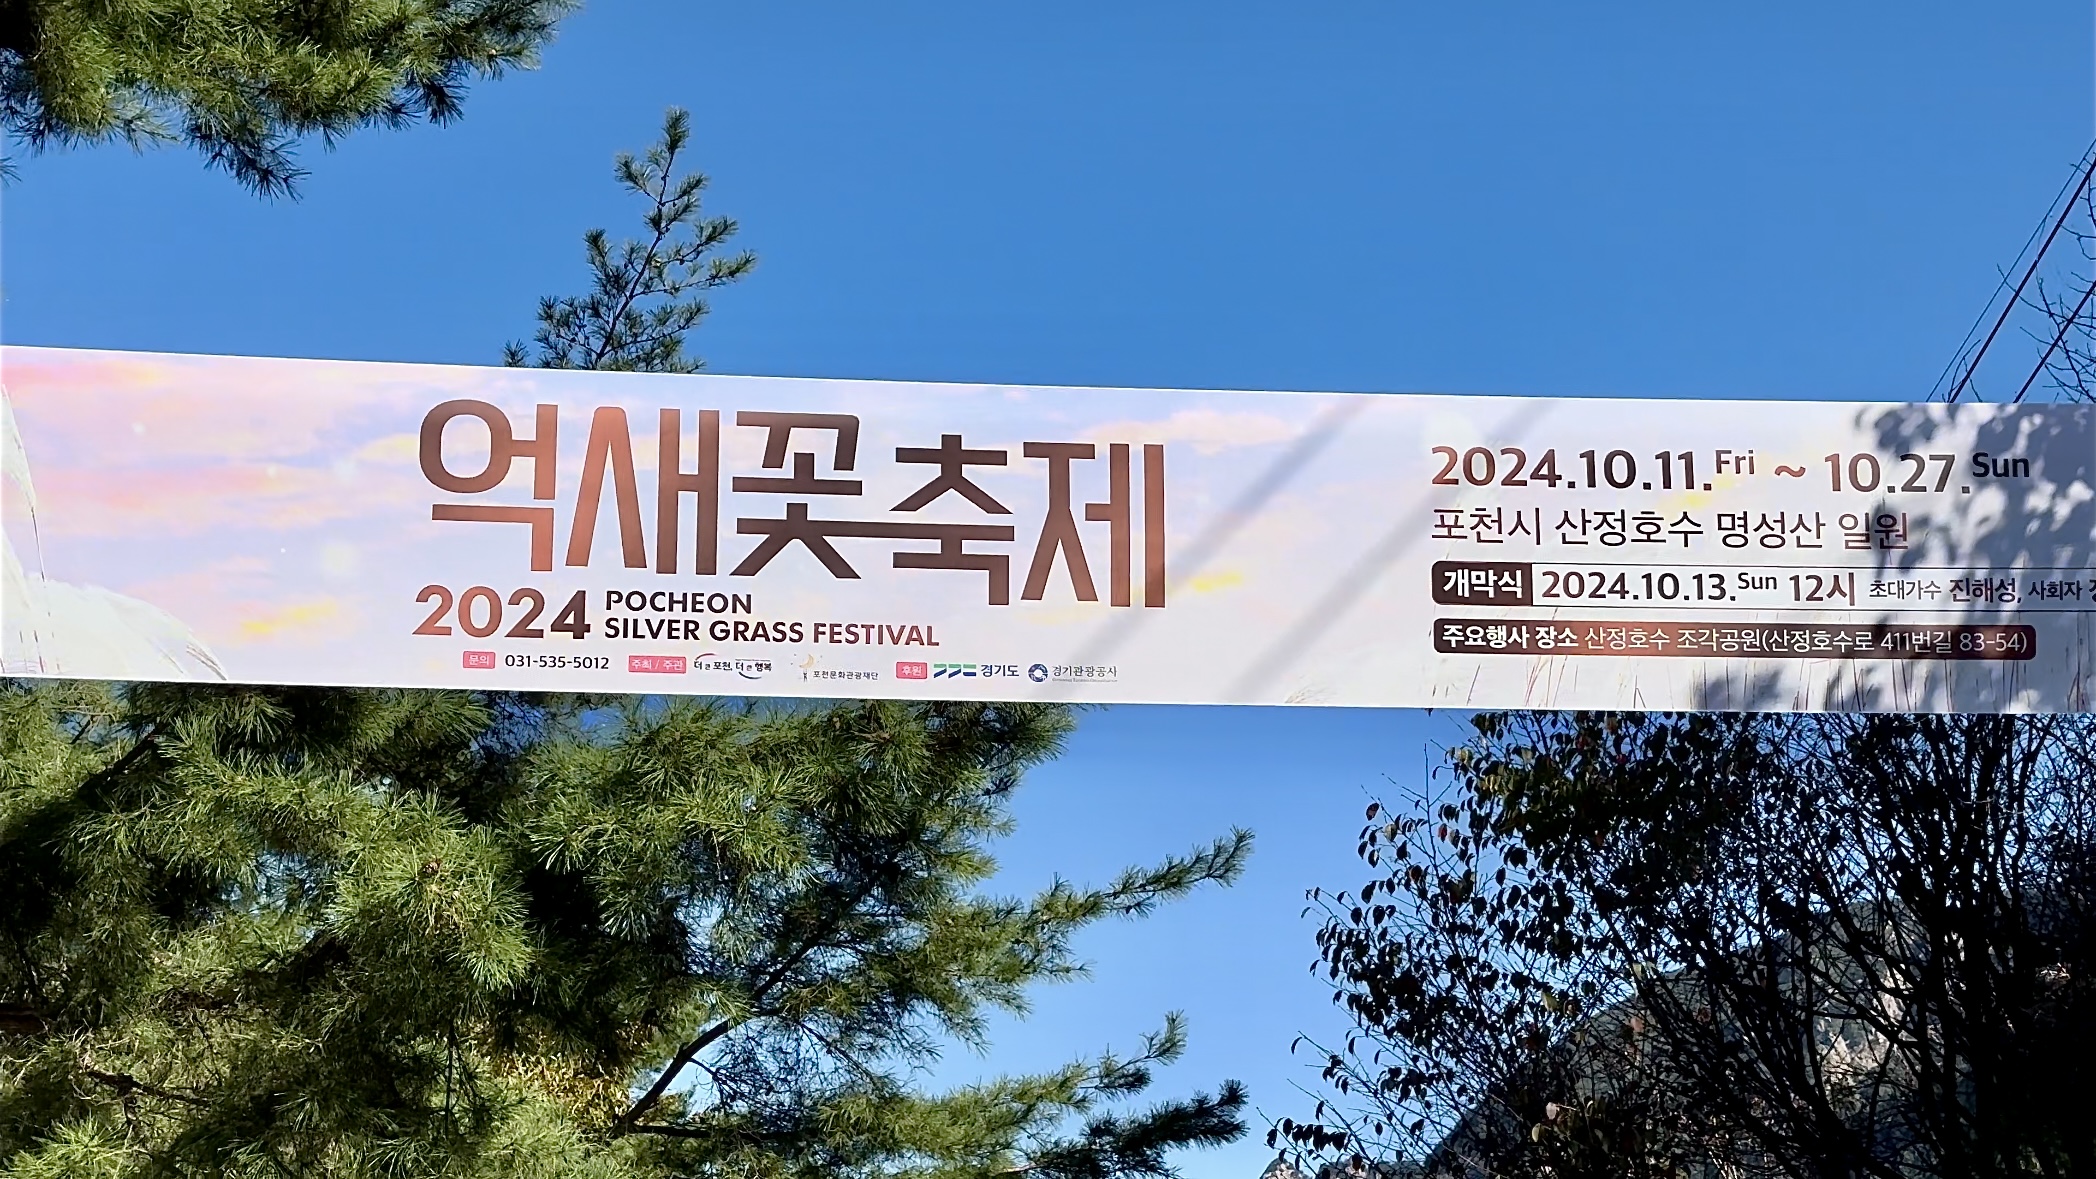 억새꽃축제
2024 POCHEON
SILVER GRASS FESTIVAL
문의 031-535-5012 주최 / 주관 더 큰 포천, 더 큰 행복 포천문화관광재단 후원 경기도 경기관광공사
2024.10.11.Fri ~ 10.27.Sun
포천시 산정호수 명성산 일원
개막식 2024.10.13.Sun 12시 초대가수 진해성, 사회자
주요행사 장소 산정호수 조각공원(산정호수로 411번길 83-54)